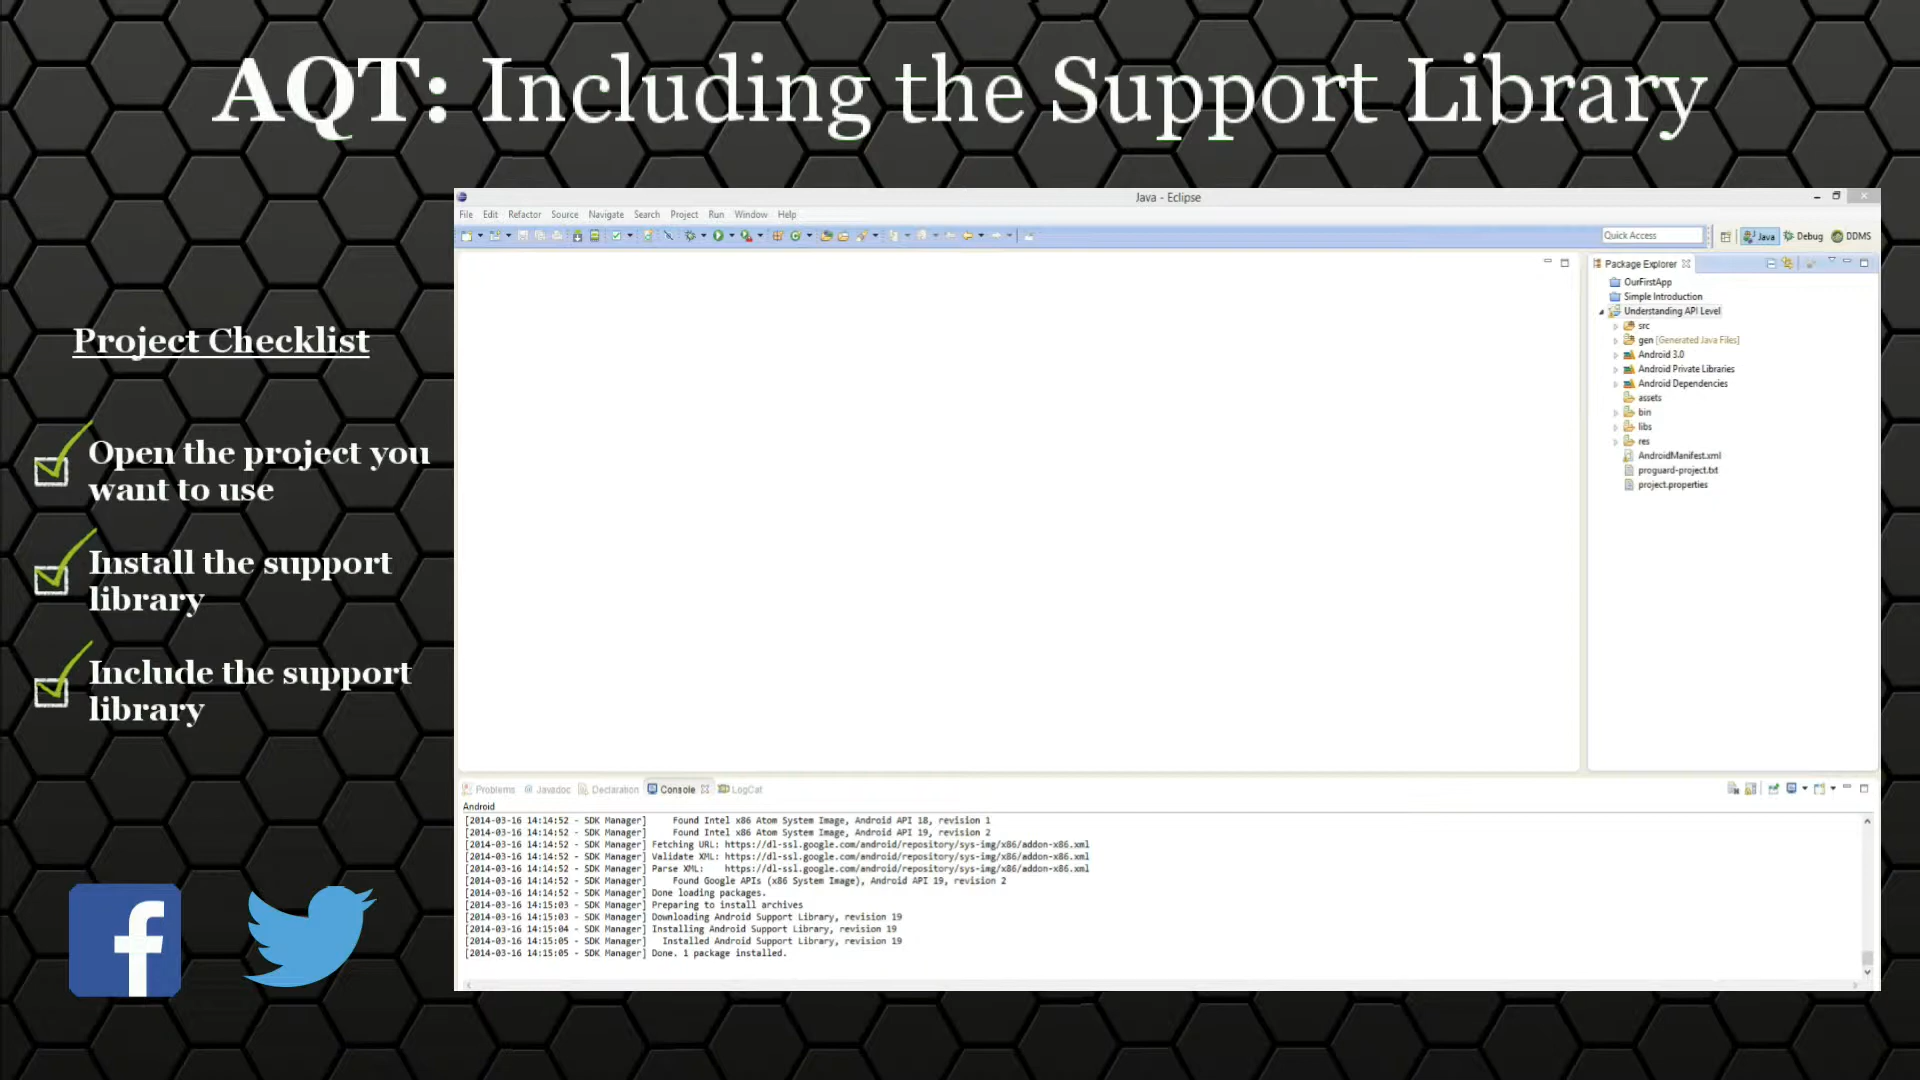 AQT: Including the Support Library
Project Checklist
Open the project you
want to use
Install the support
library
Include the support
library
Java - Eclipse
File Edit Refactor Source Navigate Search Project Run Window Help
Quick Access
Java Debug DDMS
Package Explorer
OurFirstApp
Simple Introduction
Understanding API Level
src
gen [Generated Java Files]
Android 3.0
Android Private Libraries
Android Dependencies
assets
bin
libs
res
AndroidManifest.xml
proguard-project.txt
project.properties
Problems @ Javadoc Declaration Console LogCat
Android
[2014-03-16 14:14:52 - SDK Manager] Found Intel x86 Atom System Image, Android API 18, revision 1
[2014-03-16 14:14:52 - SDK Manager] Found Intel x86 Atom System Image, Android API 19, revision 2
[2014-03-16 14:14:52 - SDK Manager] Fetching URL: https://dl-ssl.google.com/android/repository/sys-img/x86/addon-x86.xml
[2014-03-16 14:14:52 - SDK Manager] Validate XML: https://dl-ssl.google.com/android/repository/sys-img/x86/addon-x86.xml
[2014-03-16 14:14:52 - SDK Manager] Parse XML: https://dl-ssl.google.com/android/repository/sys-img/x86/addon-x86.xml
[2014-03-16 14:14:52 - SDK Manager] Found Google APIs (x86 System Image), Android API 19, revision 2
[2014-03-16 14:14:52 - SDK Manager] Done loading packages.
[2014-03-16 14:15:03 - SDK Manager] Preparing to install archives
[2014-03-16 14:15:03 - SDK Manager] Downloading Android Support Library, revision 19
[2014-03-16 14:15:04 - SDK Manager] Installing Android Support Library, revision 19
[2014-03-16 14:15:05 - SDK Manager] Installed Android Support Library, revision 19
[2014-03-16 14:15:05 - SDK Manager] Done. 1 package installed.
f